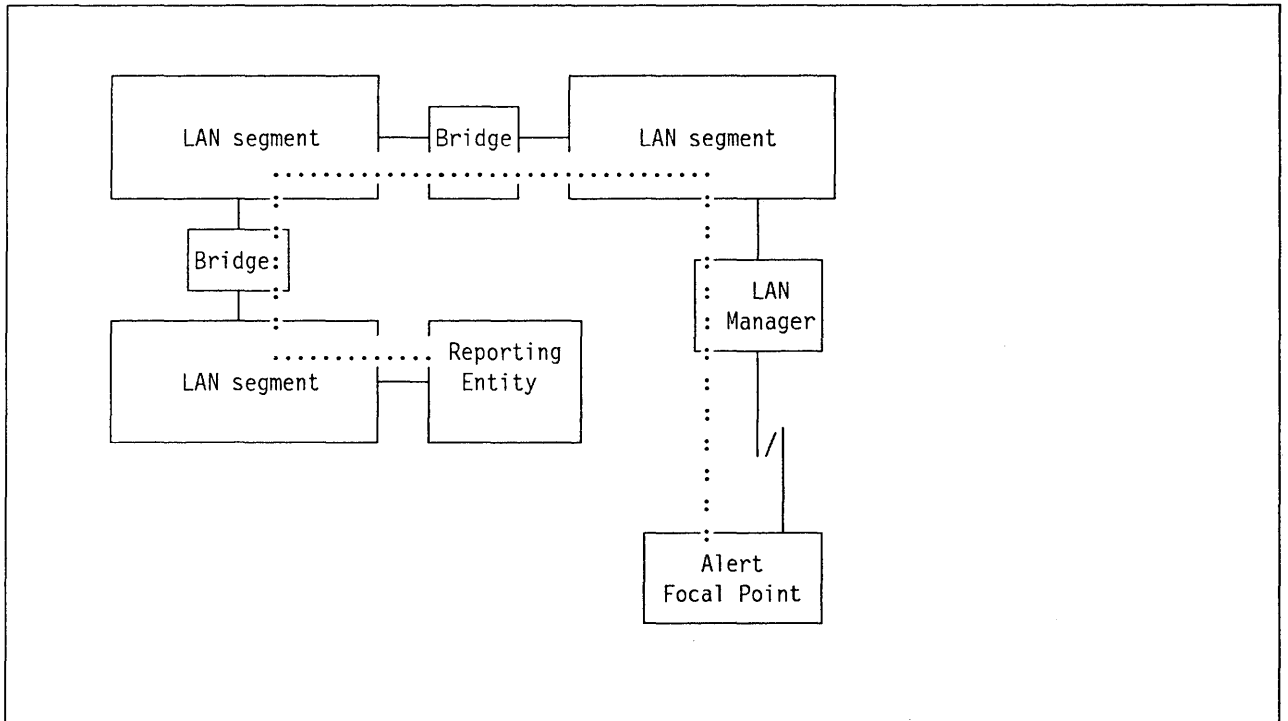 LAN segment
Bridge
LAN segment
Bridge
LAN
Manager
LAN segment
Reporting
Entity
Alert
Focal Point